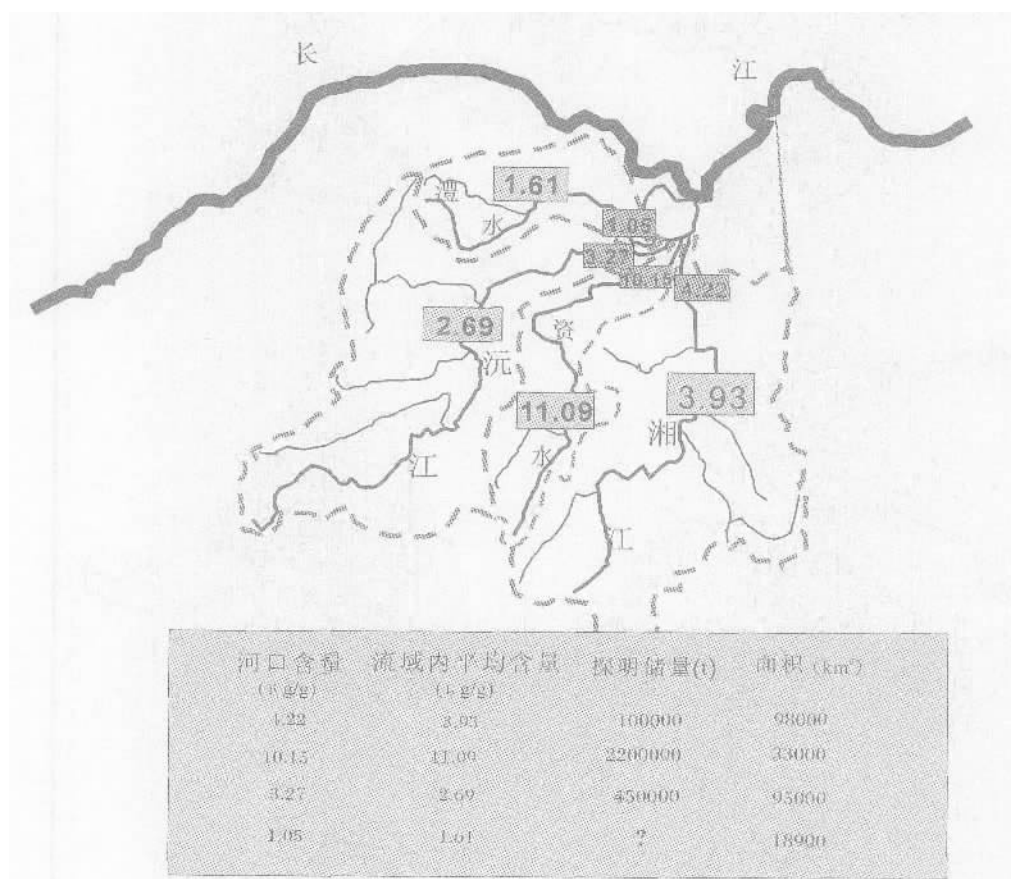 长
江
澧
1.61
水
1.05
3.27
10.15
4.22
2.69
资
沅
11.09
3.93
湘
江
水
江
河口含量 流域内平均含量 探明储量(t) 面积(km²)
4.22 3.93 100000 98000
10.15 11.09 2200000 33000
3.27 2.69 450000 95000
1.05 1.61 ? 18900